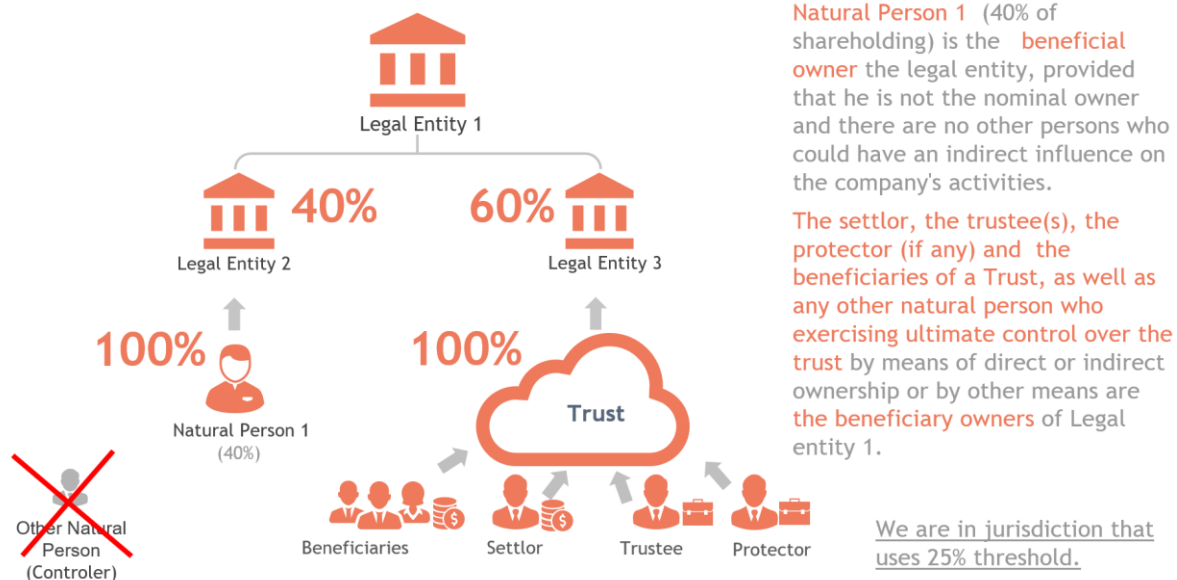 Legal Entity 1
40%
60%
Legal Entity 2
Legal Entity 3
100%
100%
Trust
Natural Person 1
(40%)
Other Natural
Person
(Controler)
Beneficiaries
Settlor
Trustee
Protector
Natural Person 1 (40% of
shareholding) is the beneficial
owner the legal entity, provided
that he is not the nominal owner
and there are no other persons who
could have an indirect influence on
the company's activities.
The settlor, the trustee(s), the
protector (if any) and the
beneficiaries of a Trust, as well as
any other natural person who
exercising ultimate control over the
trust by means of direct or indirect
ownership or by other means are
the beneficiary owners of Legal
entity 1.
We are in jurisdiction that
uses 25% threshold.